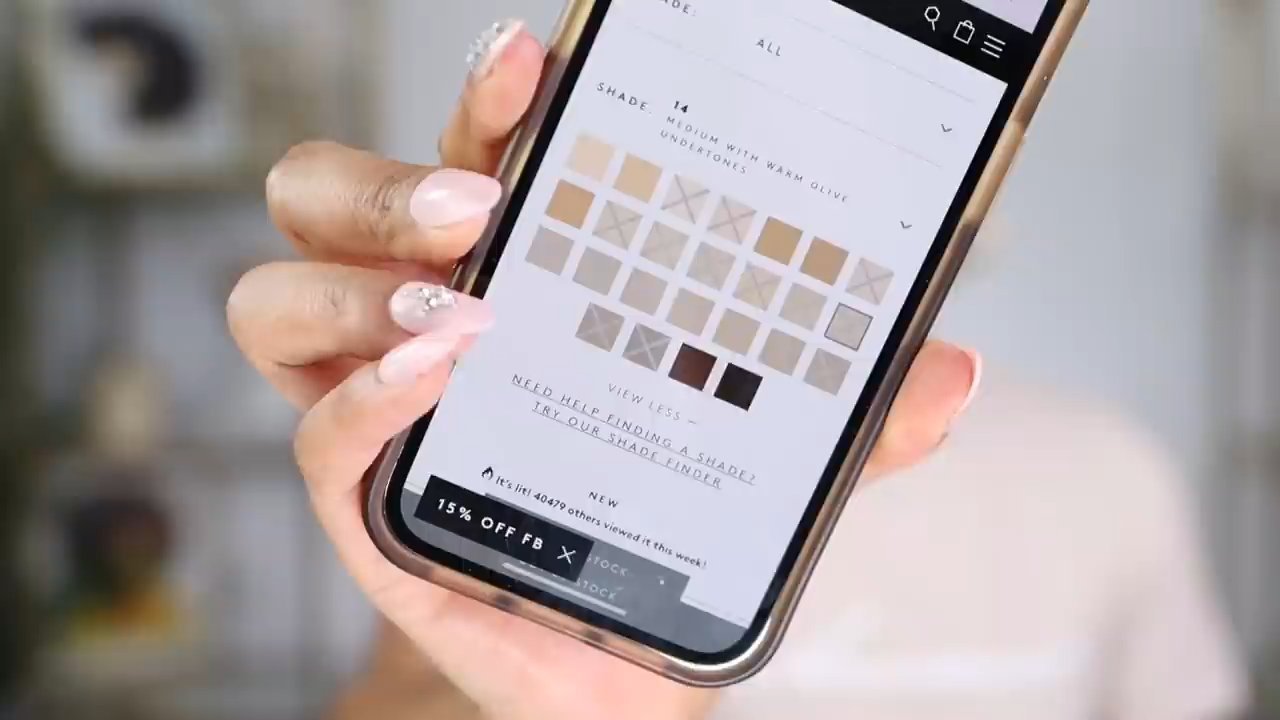 ADE:
ALL
SHADE: 14
MEDIUM WITH WARM OLIVE
UNDERTONES
VIEW LESS –
NEED HELP FINDING A SHADE?
TRY OUR SHADE FINDER
NEW
It's lit! 40479 others viewed it this week!
15% OFF FB
STOCK
STOCK